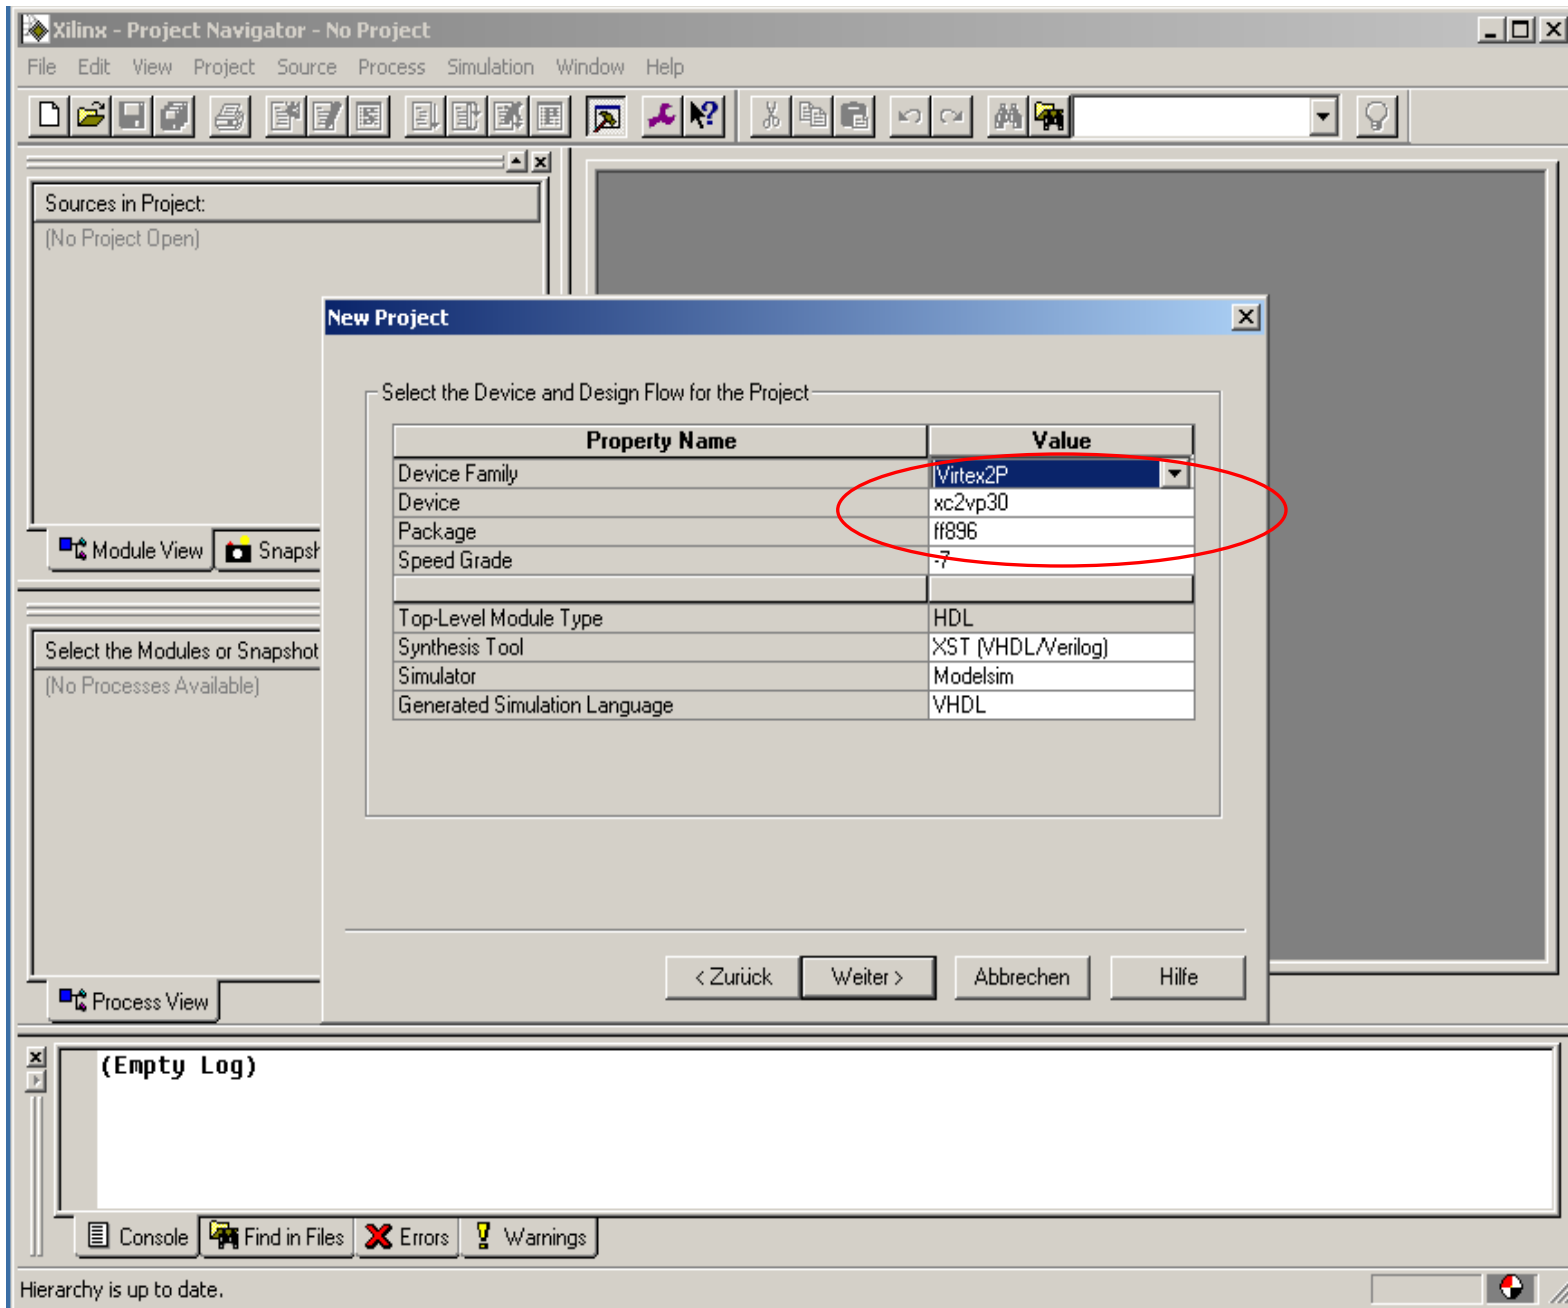 Xilinx - Project Navigator - No Project
File Edit View Project Source Process Simulation Window Help
Sources in Project:
(No Project Open)
Module View
Snapsh
New Project
Select the Device and Design Flow for the Project
Property Name Value
Device Family Virtex2P
Device xc2vp30
Package ff896
Speed Grade -7
Top-Level Module Type HDL
Synthesis Tool XST (VHDL/Verilog)
Simulator Modelsim
Generated Simulation Language VHDL
< Zurück Weiter > Abbrechen Hilfe
Select the Modules or Snapshot
(No Processes Available)
Process View
(Empty Log)
Console Find in Files Errors Warnings
Hierarchy is up to date.